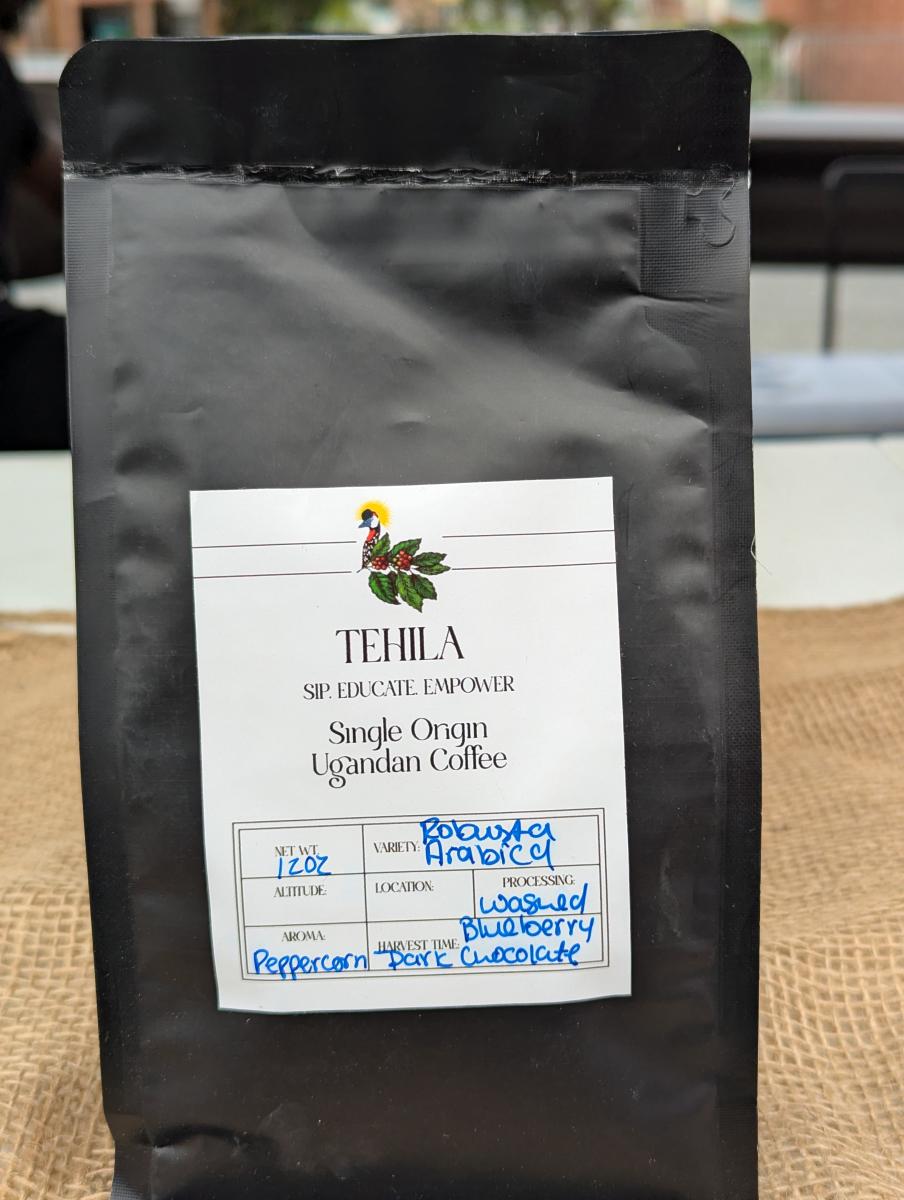 TEHILA
SIP. EDUCATE. EMPOWER
Single Origin
Ugandan Coffee
NET WT.
12OZ
VARIETY:
Robusta
Arabica
ALTITUDE:
LOCATION:
PROCESSING:
Washed
AROMA:
Peppercorn
HARVEST TIME:
Blueberry
Dark Chocolate